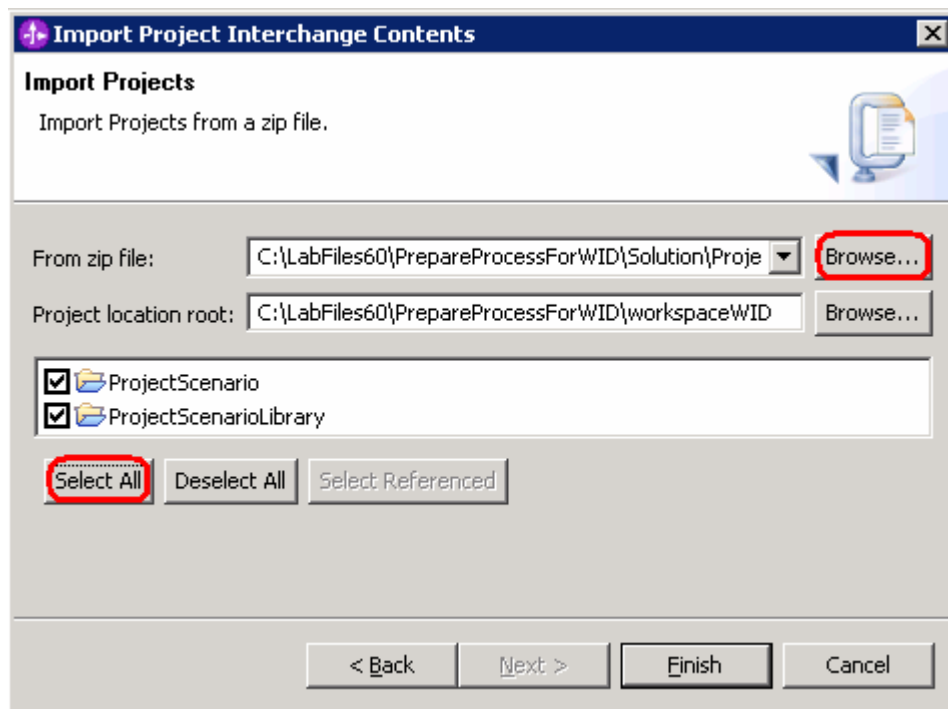 Import Project Interchange Contents
Import Projects
Import Projects from a zip file.
From zip file: C:\LabFiles60\PrepareProcessForWID\Solution\Proje Browse...
Project location root: C:\LabFiles60\PrepareProcessForWID\workspaceWID Browse...
ProjectScenario
ProjectScenarioLibrary
Select All Deselect All Select Referenced
< Back Next > Finish Cancel